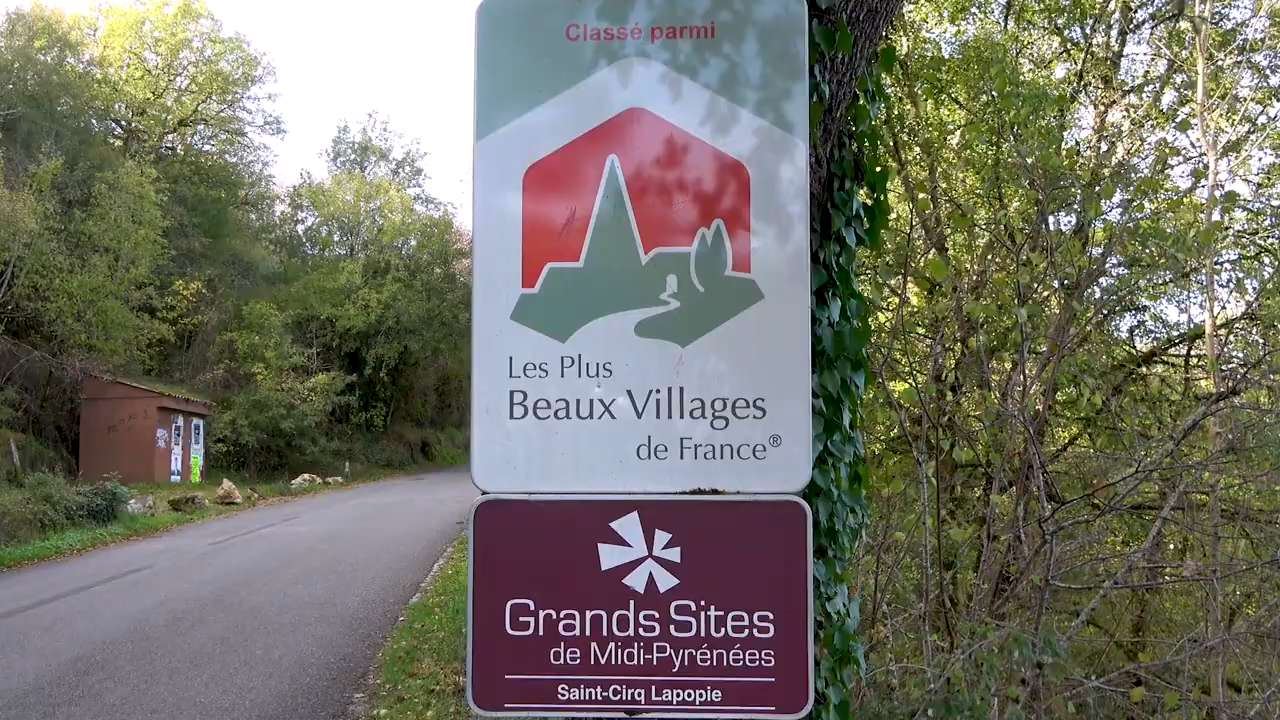 Classé parmi
Les Plus
Beaux Villages
de France®
Grands Sites
de Midi-Pyrénées
Saint-Cirq Lapopie